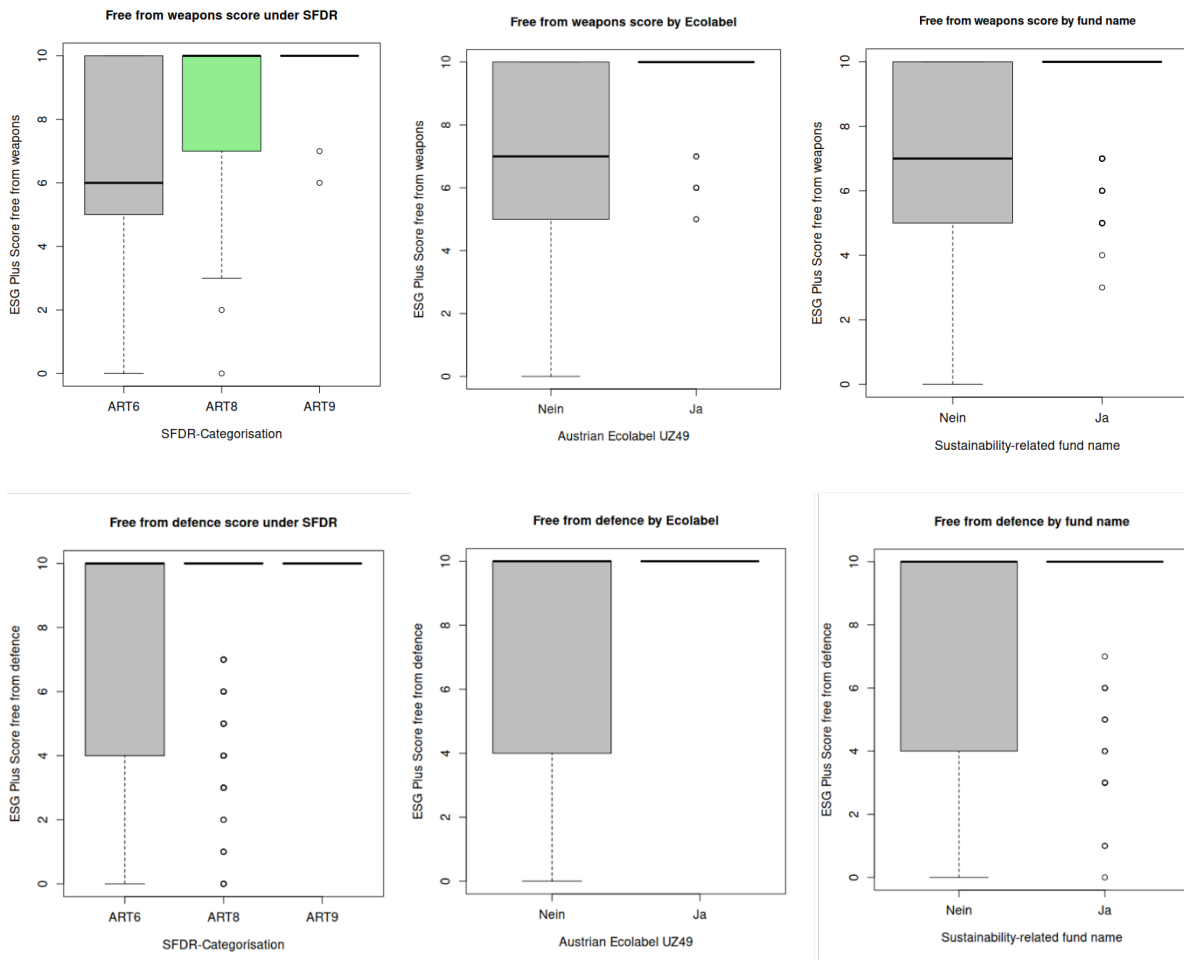 Free from weapons score under SFDR
ESG Plus Score free from weapons
10
8
6
4
2
0
ART6 ART8 ART9
SFDR-Categorisation
Free from weapons score by Ecolabel
ESG Plus Score free from weapons
10
8
6
4
2
0
Nein Ja
Austrian Ecolabel UZ49
Free from weapons score by fund name
ESG Plus Score free from weapons
10
8
6
4
2
0
Nein Ja
Sustainability-related fund name
Free from defence score under SFDR
ESG Plus Score free from defence
10
8
6
4
2
0
ART6 ART8 ART9
SFDR-Categorisation
Free from defence by Ecolabel
ESG Plus Score free from defence
10
8
6
4
2
0
Nein Ja
Austrian Ecolabel UZ49
Free from defence by fund name
ESG Plus Score free from defence
10
8
6
4
2
0
Nein Ja
Sustainability-related fund name